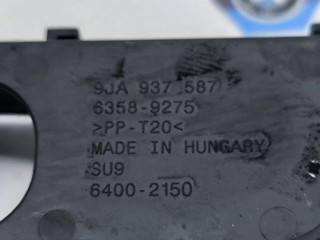 9JA 937 587
6358-9275
>PP-T20<
MADE IN HUNGARY
SU9
6400-2150